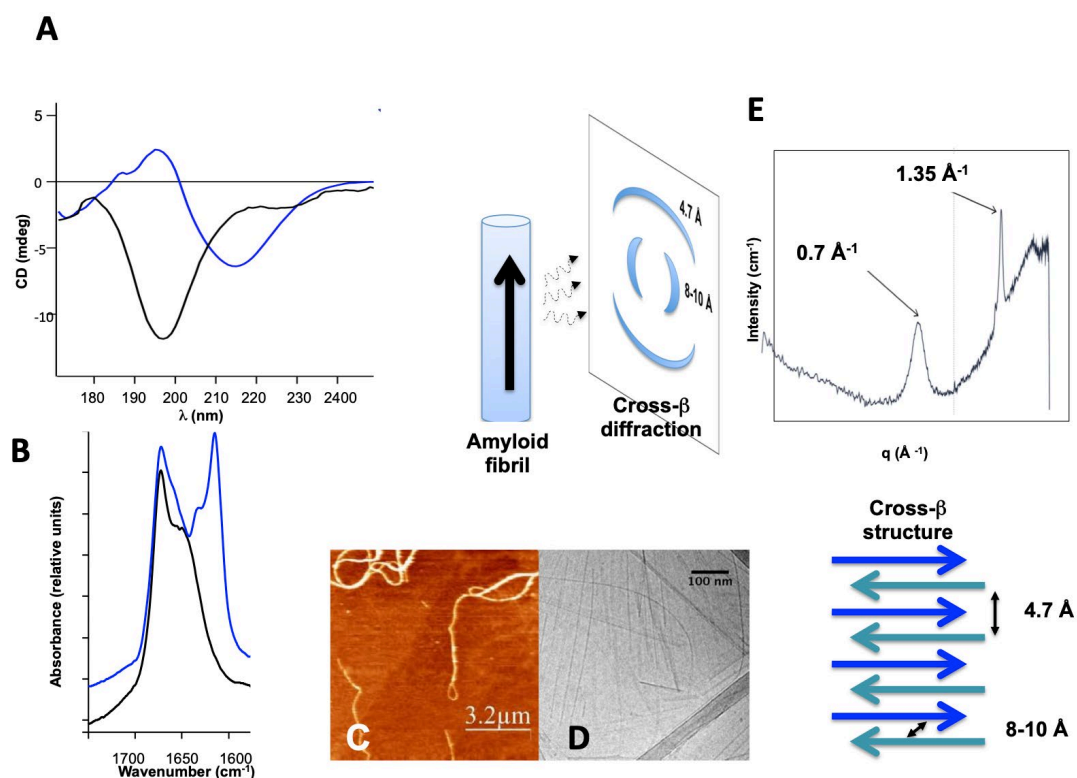 A
5
0
-5
-10
CD (mdeg)
180 190 200 210 220 230 2400
λ (nm)
Amyloid
fibril
4.7 Å
8-10 Å
Cross-β
diffraction
E
1.35 Å⁻¹
0.7 Å⁻¹
Intensity (cm⁻¹)
q (Å ⁻¹)
B
Absorbance (relative units)
1700 1650 1600
Wavenumber (cm⁻¹)
3.2µm
C
100 nm
D
Cross-β
structure
4.7 Å
8-10 Å